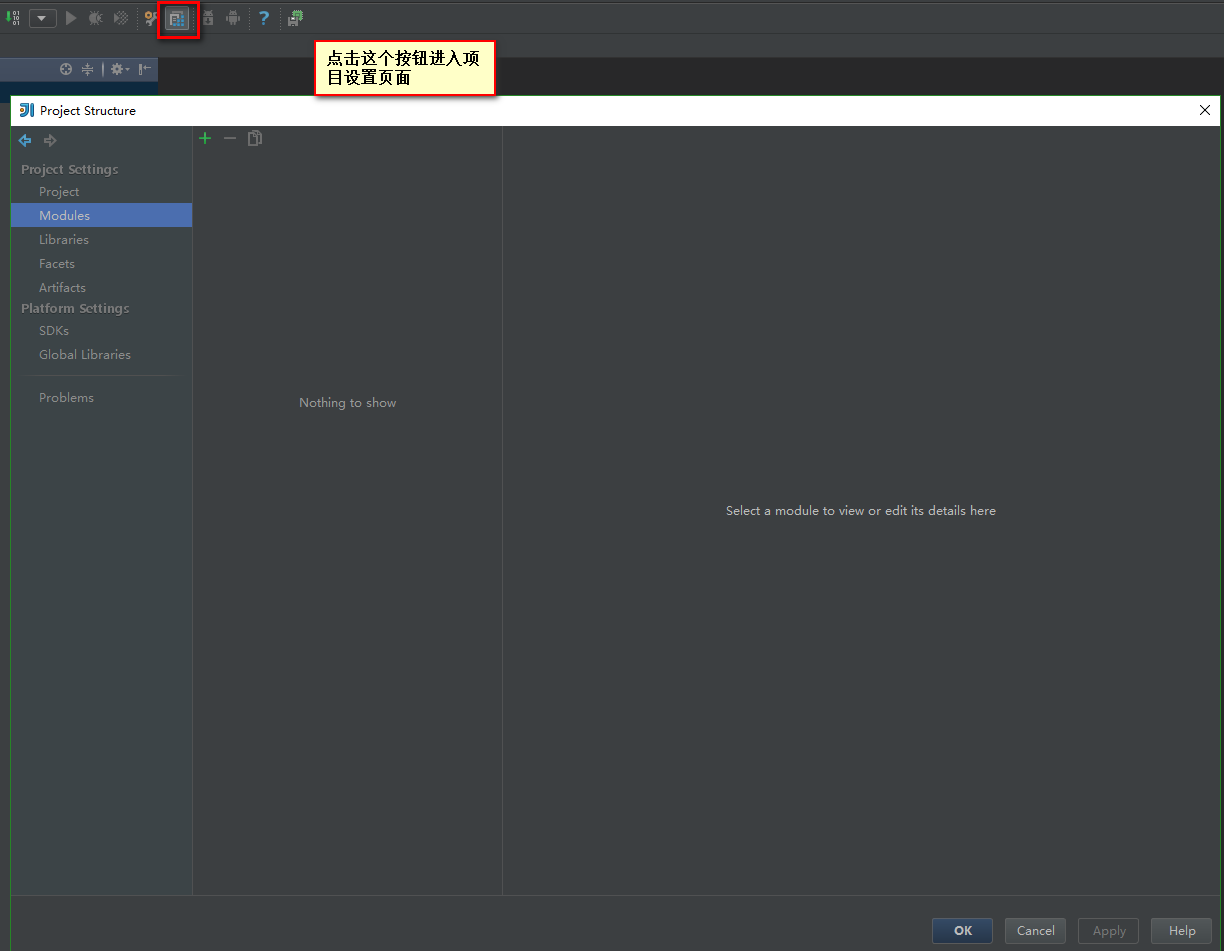 点击这个按钮进入项
目设置页面
Project Structure
Project Settings
Project
Modules
Libraries
Facets
Artifacts
Platform Settings
SDKs
Global Libraries
Problems
Nothing to show
Select a module to view or edit its details here
OK
Cancel
Apply
Help